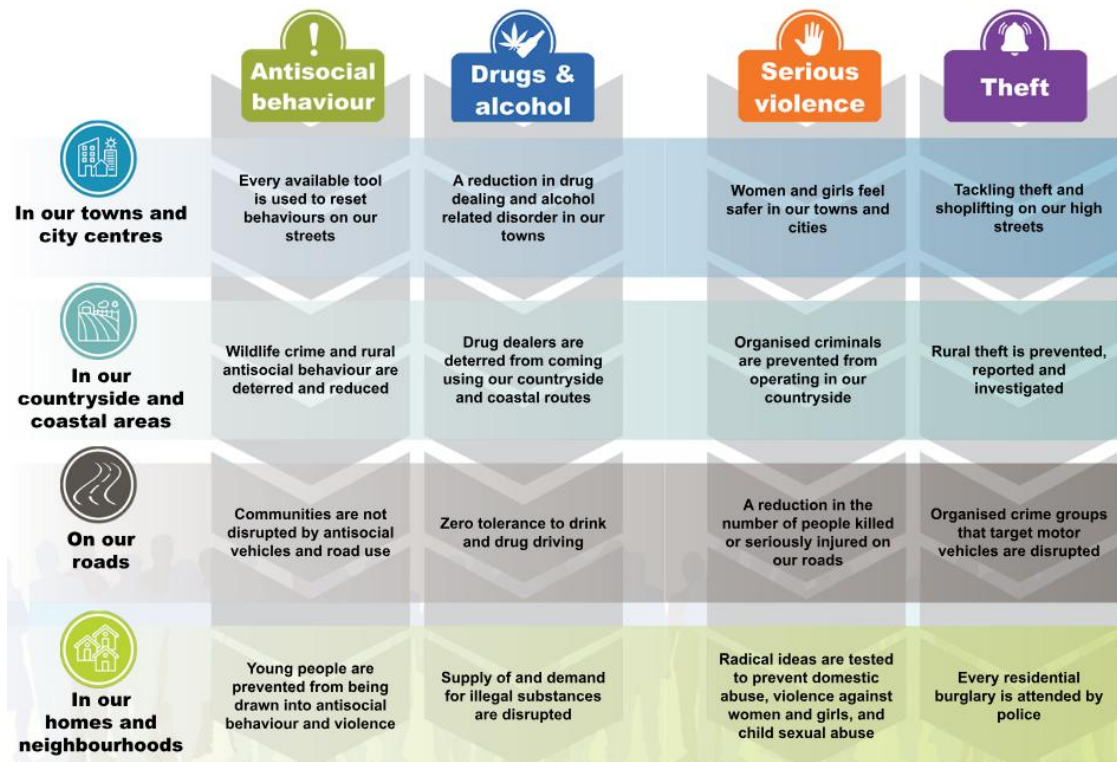 Antisocial
behaviour
Drugs &
alcohol
Serious
violence
Theft
In our towns and
city centres
Every available tool
is used to reset
behaviours on our
streets
A reduction in drug
dealing and alcohol
related disorder in our
towns
Women and girls feel
safer in our towns and
cities
Tackling theft and
shoplifting on our high
streets
In our
countryside and
coastal areas
Wildlife crime and rural
antisocial behaviour are
deterred and reduced
Drug dealers are
deterred from coming
using our countryside
and coastal routes
Organised criminals
are prevented from
operating in our
countryside
Rural theft is prevented,
reported and
investigated
On our
roads
Communities are not
disrupted by antisocial
vehicles and road use
Zero tolerance to drink
and drug driving
A reduction in the
number of people killed
or seriously injured on
our roads
Organised crime groups
that target motor
vehicles are disrupted
In our
homes and
neighbourhoods
Young people are
prevented from being
drawn into antisocial
behaviour and violence
Supply of and demand
for illegal substances
are disrupted
Radical ideas are tested
to prevent domestic
abuse, violence against
women and girls, and
child sexual abuse
Every residential
burglary is attended by
police